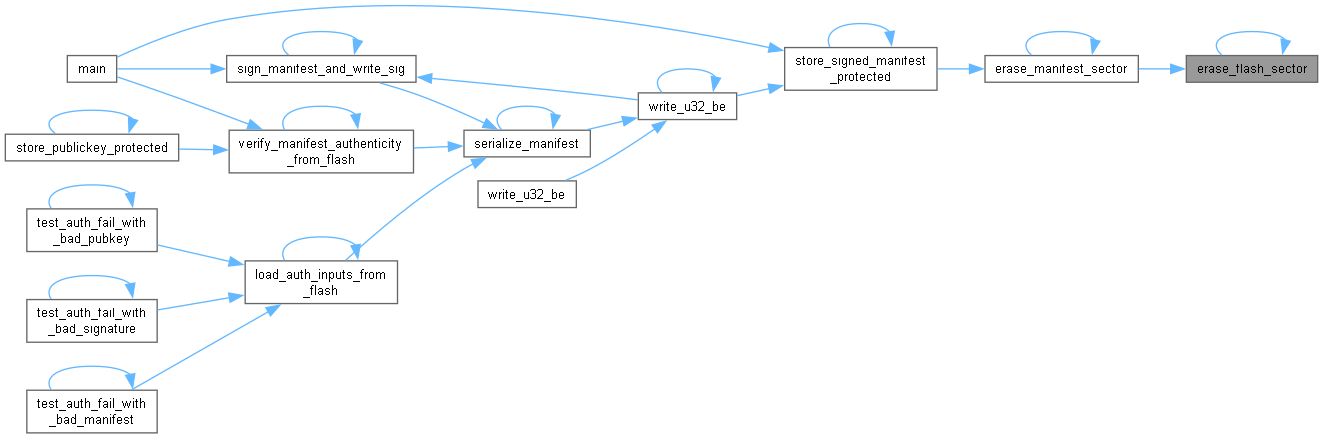 main
sign_manifest_and_write_sig
store_signed_manifest
_protected
erase_manifest_sector
erase_flash_sector
write_u32_be
store_publickey_protected
verify_manifest_authenticity
_from_flash
serialize_manifest
write_u32_be
test_auth_fail_with
_bad_pubkey
load_auth_inputs_from
_flash
test_auth_fail_with
_bad_signature
test_auth_fail_with
_bad_manifest